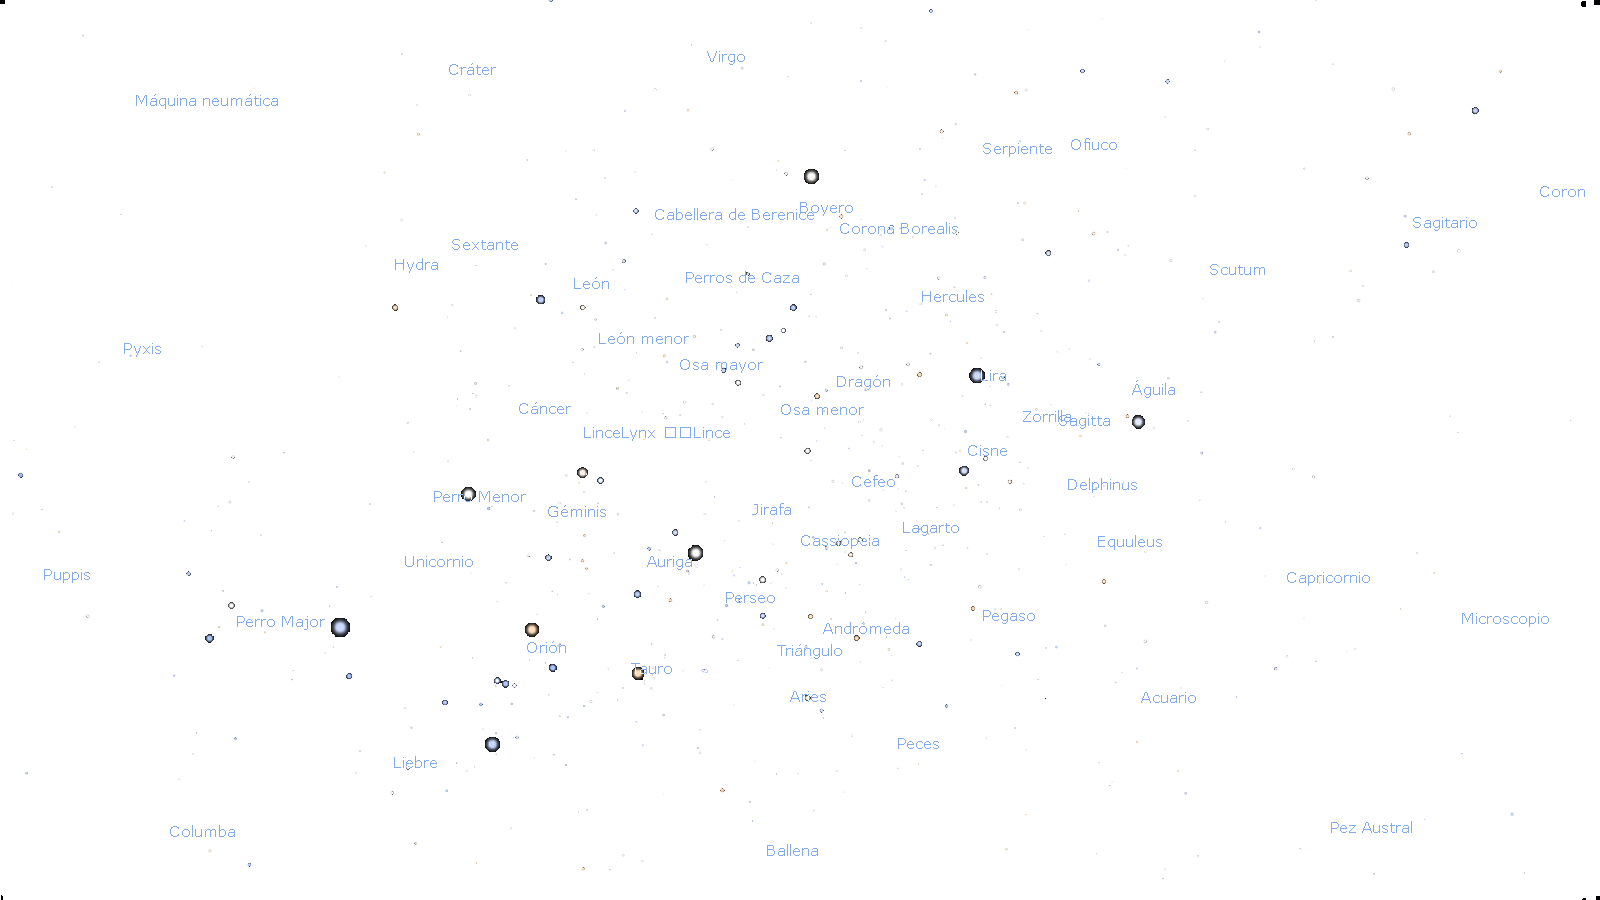 Virgo
Cráter
Máquina neumática
Serpiente
Ofiuco
Coron
Boyero
Cabellera de Berenice
Sagitario
Corona Borealis
Sextante
Hydra
Scutum
Perros de Caza
León
Hercules
León menor
Pyxis
Osa mayor
Lira
Dragón
Águila
Cáncer
Osa menor
Zorrilla
Sagitta
LinceLynx □□Lince
Cisne
Cefeo
Delphinus
Perro Menor
Géminis
Jirafa
Lagarto
Cassiopeia
Equuleus
Unicornio
Auriga
Puppis
Capricornio
Perseo
Pegaso
Microscopio
Perro Major
Andrómeda
Orión
Triángulo
Tauro
Aries
Acuario
Peces
Liebre
Pez Austral
Columba
Ballena